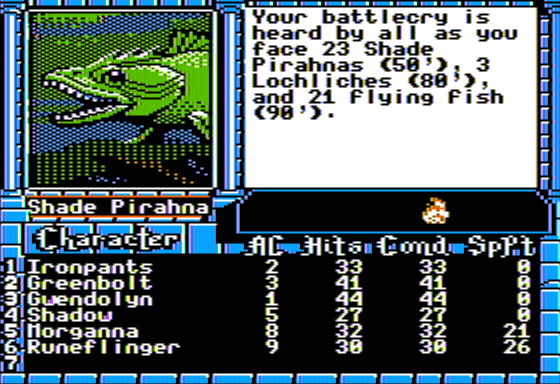 Your battlecry is
heard by all as you
face 23 Shade
Pirahnas (50'), 3
Lochliches (80'),
and 21 flying fish
(90').
Shade Pirahna
Character AC Hits Cond SpPt
1 Ironpants 2 33 33 0
2 Greenbolt 3 41 41 0
3 Gwendolyn 1 44 44 0
4 Shadow 5 27 27 0
5 Morganna 8 32 32 21
6 Runeflinger 9 30 30 26
7